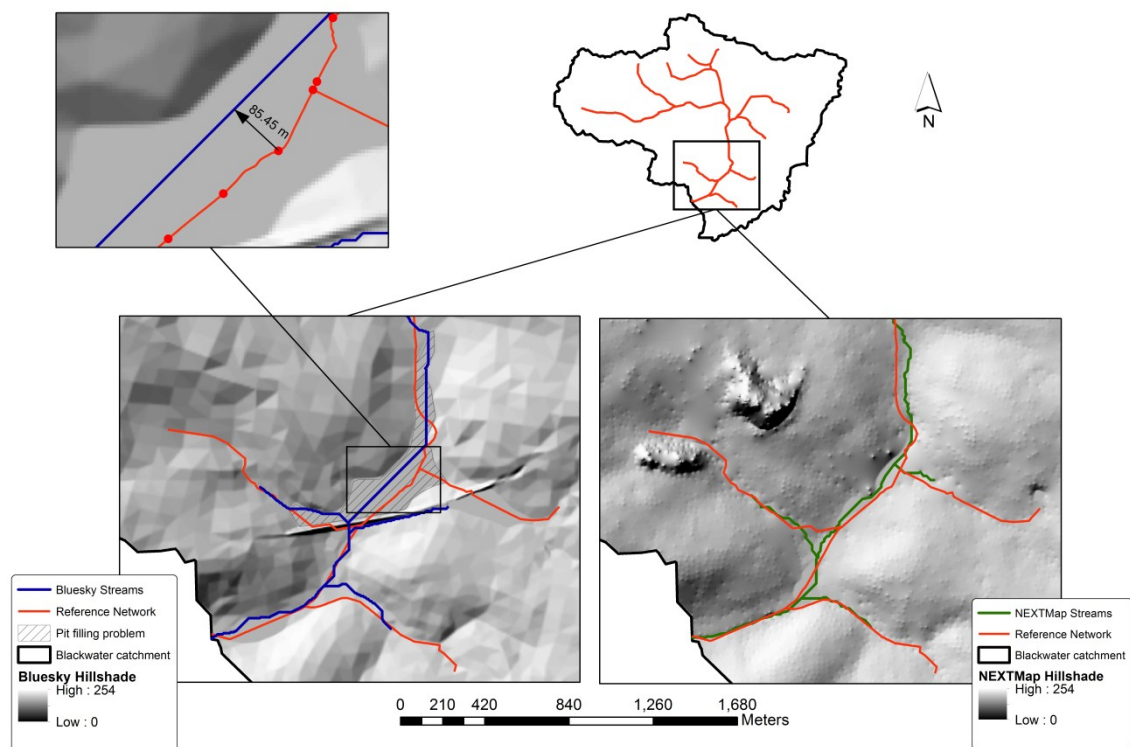 85.45 m
N
Bluesky Streams
Reference Network
Pit filling problem
Blackwater catchment
Bluesky Hillshade
High : 254
Low : 0
NEXTMap Streams
Reference Network
Blackwater catchment
NEXTMap Hillshade
High : 254
Low : 0
0 210 420 840 1,260 1,680
Meters